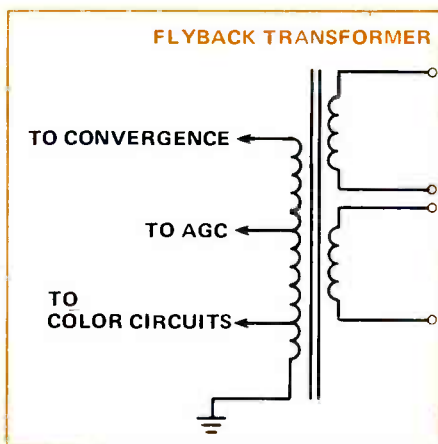 FLYBACK TRANSFORMER
TO CONVERGENCE
TO AGC
TO
COLOR CIRCUITS